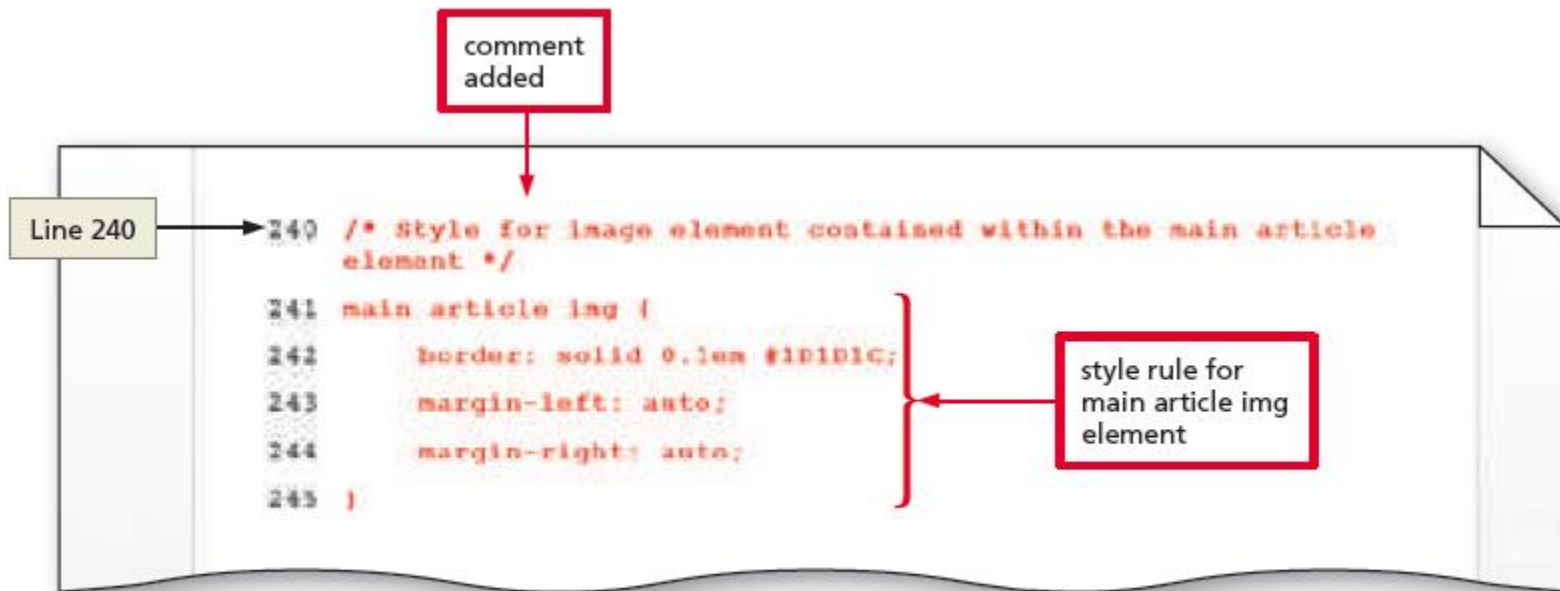 comment
added
Line 240
240 /* Style for image element contained within the main article
element */
241 main article img {
242 border: solid 0.1em #1D1D1C;
243 margin-left: auto;
244 margin-right: auto;
245 }
style rule for
main article img
element